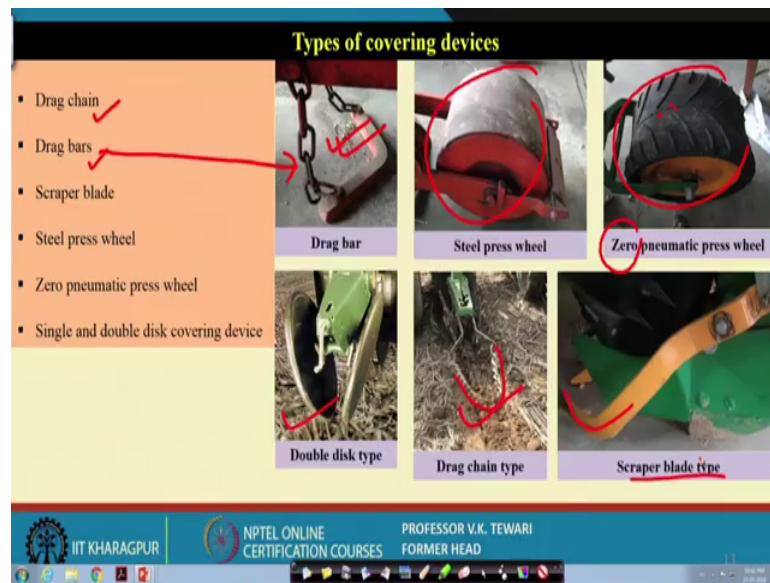 Types of covering devices
▪ Drag chain
▪ Drag bars
▪ Scraper blade
▪ Steel press wheel
▪ Zero pneumatic press wheel
▪ Single and double disk covering device
Drag bar
Steel press wheel
Zero pneumatic press wheel
Double disk type
Drag chain type
Scraper blade type
IIT KHARAGPUR
NPTEL ONLINE
CERTIFICATION COURSES
PROFESSOR V.K. TEWARI
FORMER HEAD
13